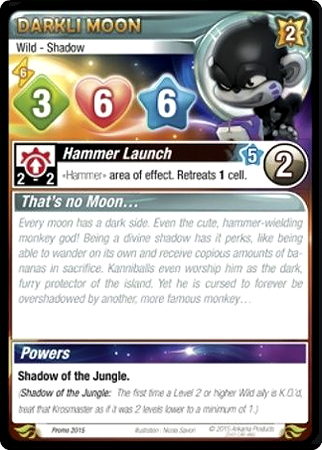 DARKLI MOON
2
Wild - Shadow
6
3 6 6
Hammer Launch
5
2
2 - 2
«Hammer» area of effect. Retreats 1 cell.
That's no Moon...
Every moon has a dark side. Even the cute, hammer-wielding
monkey god! Being a divine shadow has it perks, like being
able to wander on its own and receive copious amounts of ba-
nanas in sacrifice. Kanniballs even worship him as the dark,
furry protector of the island. Yet he is cursed to forever be
overshadowed by another, more famous monkey...
Powers
Shadow of the Jungle.
(Shadow of the Jungle: The first time a Level 2 or higher Wild ally is K.O.'d,
treat that Krosmaster as if it was 2 levels lower to a minimum of 1.)
Promo 2015
Illustration : Nicola Saviori
© 2015 Ankama Products